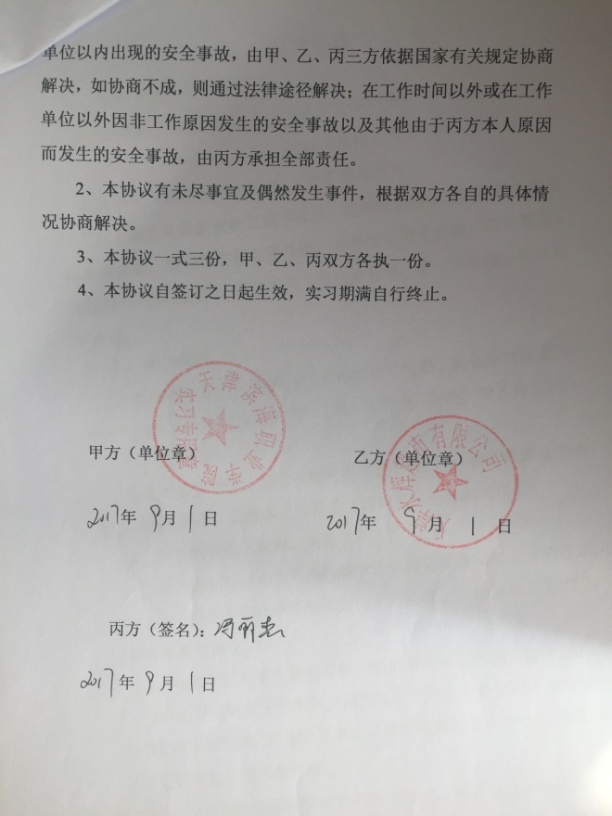 单位以内出现的安全事故，由甲、乙、丙三方依据国家有关规定协商
解决，如协商不成，则通过法律途径解决；在工作时间以外或在工作
单位以外因非工作原因发生的安全事故以及其他由于丙方本人原因
而发生的安全事故，由丙方承担全部责任。
2、本协议有未尽事宜及偶然发生事件，根据双方各自的具体情
况协商解决。
3、本协议一式三份，甲、乙、丙双方各执一份。
4、本协议自签订之日起生效，实习期满自行终止。
天津滨海职业学院
有限公司
甲方（单位章）
乙方（单位章）
2017年 9月 1日
2017年 9月 1日
丙方（签名）：
2017年 9月 1日